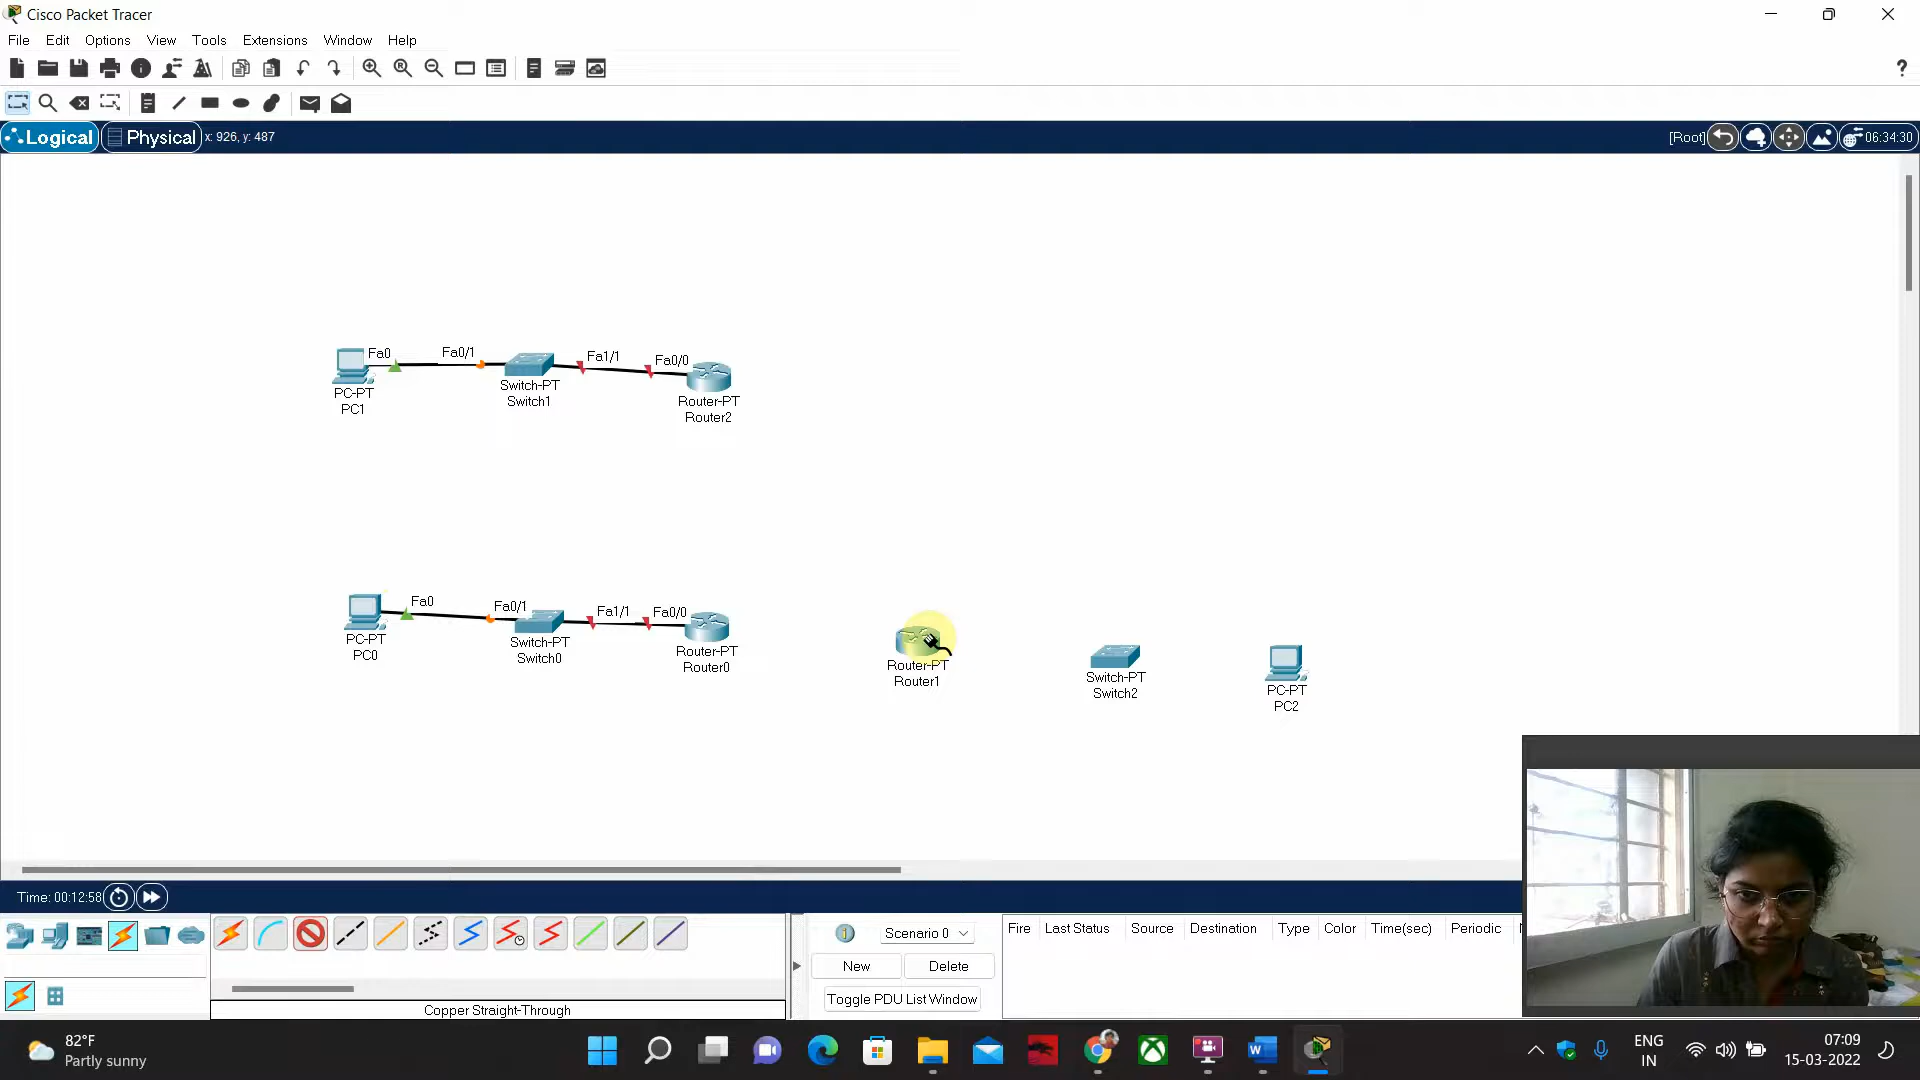 Cisco Packet Tracer
File Edit Options View Tools Extensions Window Help
?
Logical Physical x: 926, y: 487 [Root] 06:34:30
Fa0 Fa0/1 Fa1/1 Fa0/0
PC-PT
PC1
Switch-PT
Switch1
Router-PT
Router2
Fa0 Fa0/1 Fa1/1 Fa0/0
PC-PT
PC0
Switch-PT
Switch0
Router-PT
Router0
Router-PT
Router1
Switch-PT
Switch2
PC-PT
PC2
Time: 00:12:58
Scenario 0
New Delete
Toggle PDU List Window
Fire Last Status Source Destination Type Color Time(sec) Periodic
Copper Straight-Through
82°F
Partly sunny
ENG
IN
07:09
15-03-2022